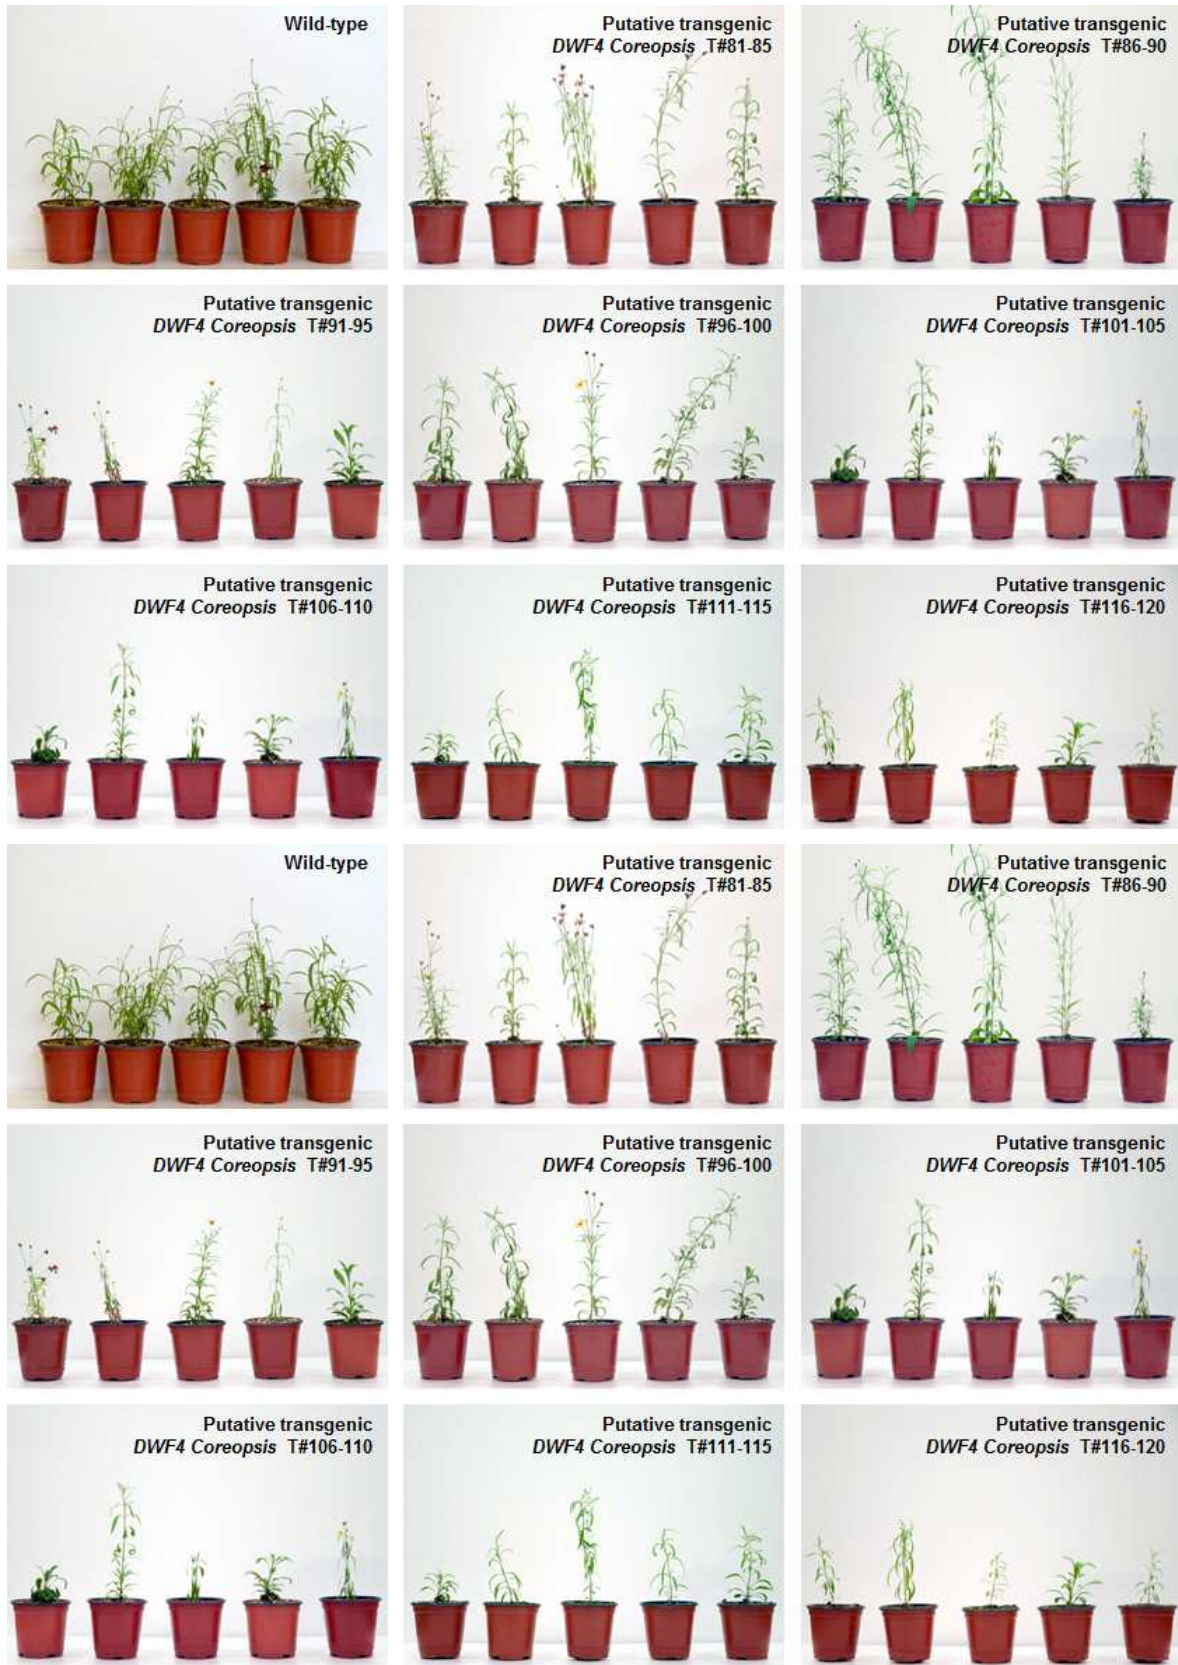 Wild-type
Putative transgenic
DWF4 Coreopsis T#81-85
Putative transgenic
DWF4 Coreopsis T#86-90
Putative transgenic
DWF4 Coreopsis T#91-95
Putative transgenic
DWF4 Coreopsis T#96-100
Putative transgenic
DWF4 Coreopsis T#101-105
Putative transgenic
DWF4 Coreopsis T#106-110
Putative transgenic
DWF4 Coreopsis T#111-115
Putative transgenic
DWF4 Coreopsis T#116-120
Wild-type
Putative transgenic
DWF4 Coreopsis T#81-85
Putative transgenic
DWF4 Coreopsis T#86-90
Putative transgenic
DWF4 Coreopsis T#91-95
Putative transgenic
DWF4 Coreopsis T#96-100
Putative transgenic
DWF4 Coreopsis T#101-105
Putative transgenic
DWF4 Coreopsis T#106-110
Putative transgenic
DWF4 Coreopsis T#111-115
Putative transgenic
DWF4 Coreopsis T#116-120